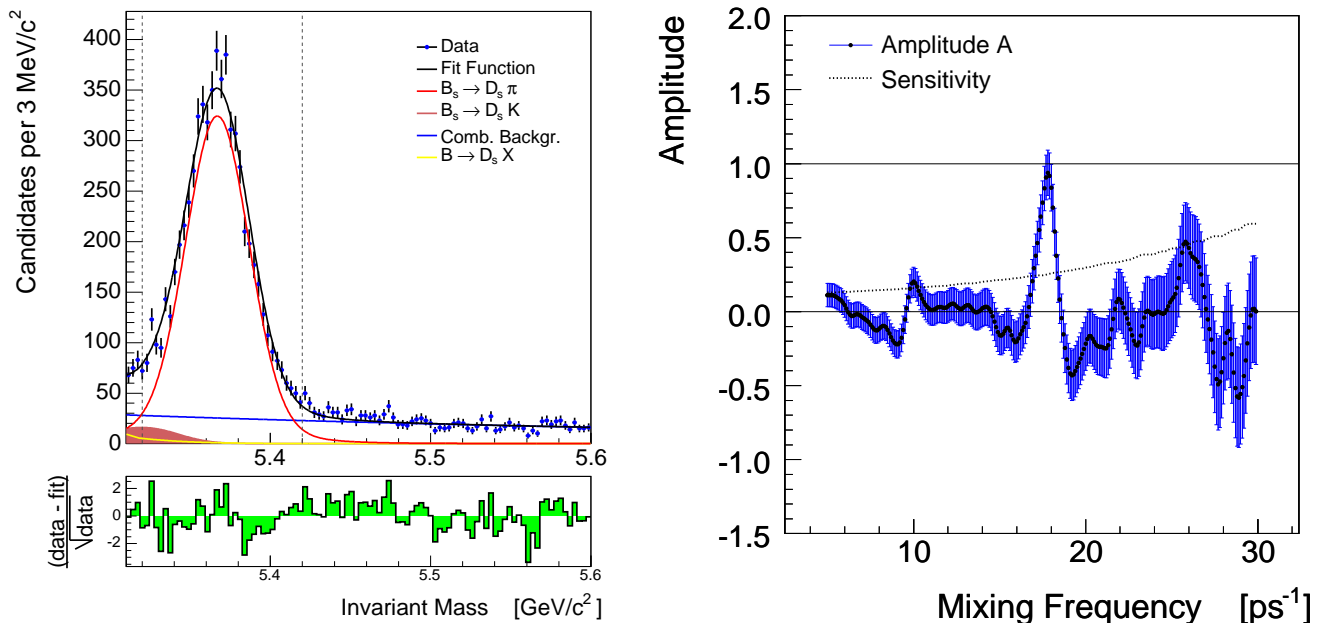 Candidates per 3 MeV/c²
400
350
300
250
200
150
100
50
0
5.4
5.5
5.6
Data
Fit Function
Bₛ → Dₛ π
Bₛ → Dₛ K
Comb. Backgr.
B → Dₛ X
(data - fit)
√data
2
0
-2
5.4
5.5
5.6
Invariant Mass [GeV/c²]
Amplitude
2.0
1.5
1.0
0.5
0.0
-0.5
-1.0
-1.5
Amplitude A
Sensitivity
10
20
30
Mixing Frequency [ps⁻¹]